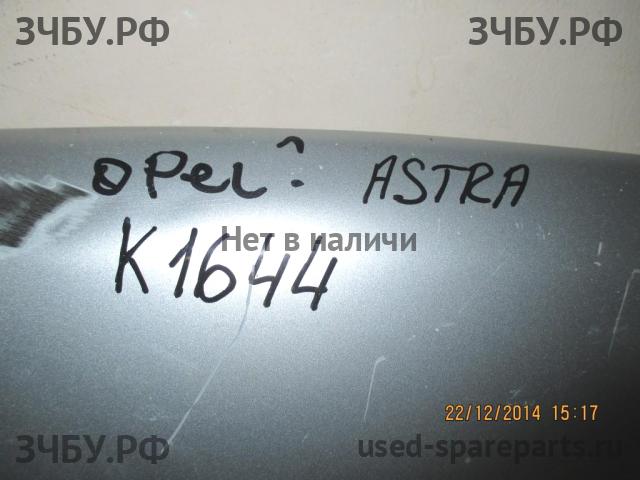 ЗЧБУ.РФ ЗЧБУ.РФ
OPel ASTRA
Нет в наличи
K1644
22/12/2014 15:17
ЗЧБУ.РФ used-spareparts.ru